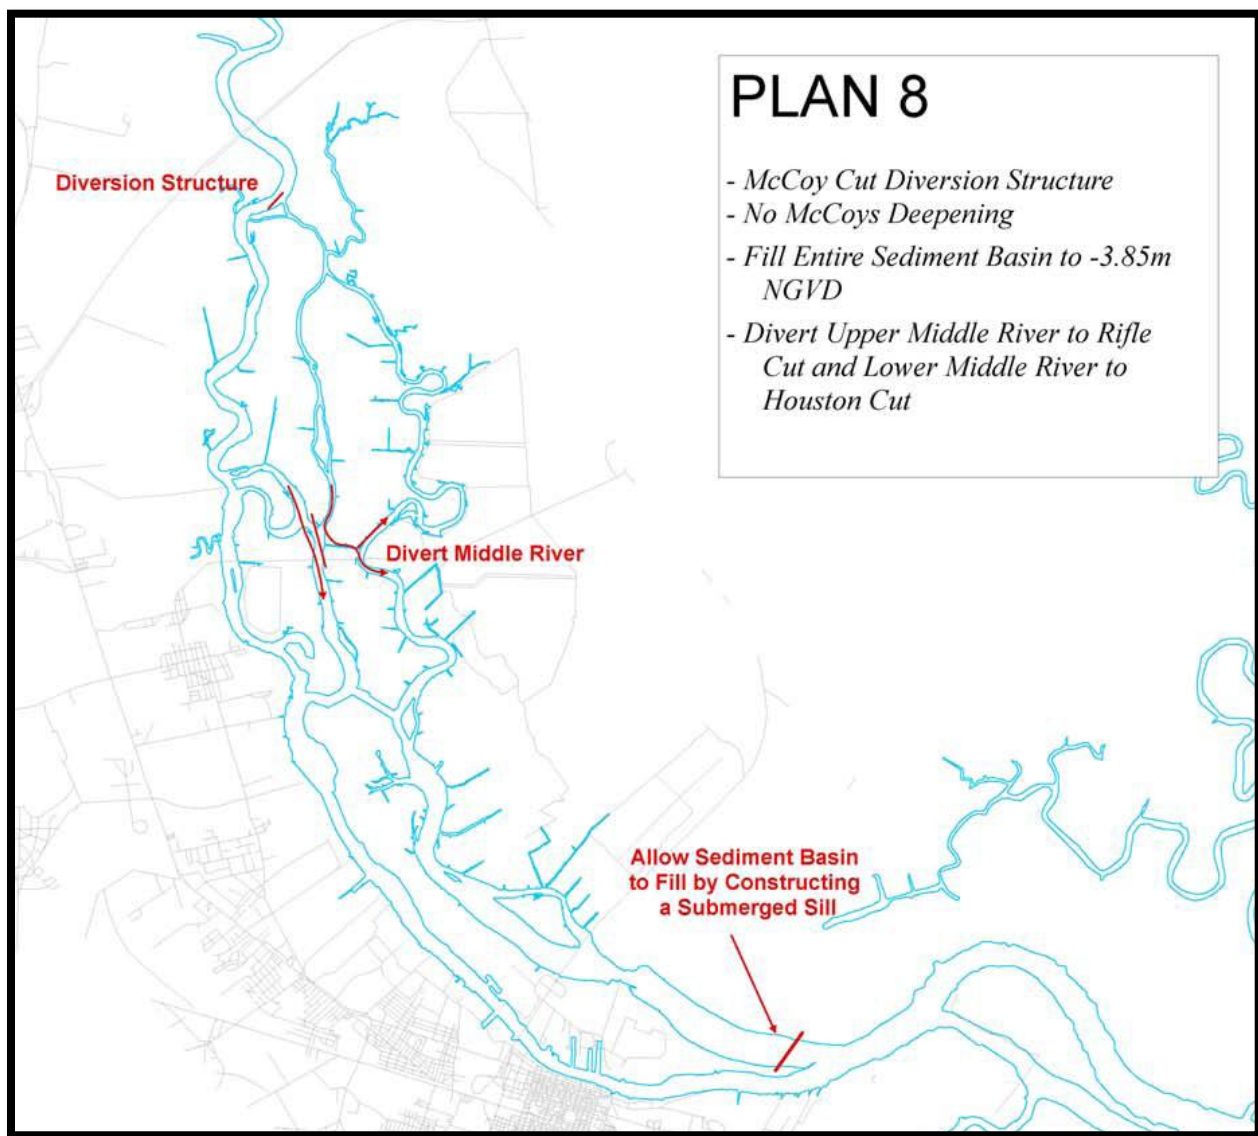 PLAN 8
- McCoy Cut Diversion Structure
- No McCoys Deepening
- Fill Entire Sediment Basin to -3.85m
NGVD
- Divert Upper Middle River to Rifle
Cut and Lower Middle River to
Houston Cut
Diversion Structure
Divert Middle River
Allow Sediment Basin
to Fill by Constructing
a Submerged Sill